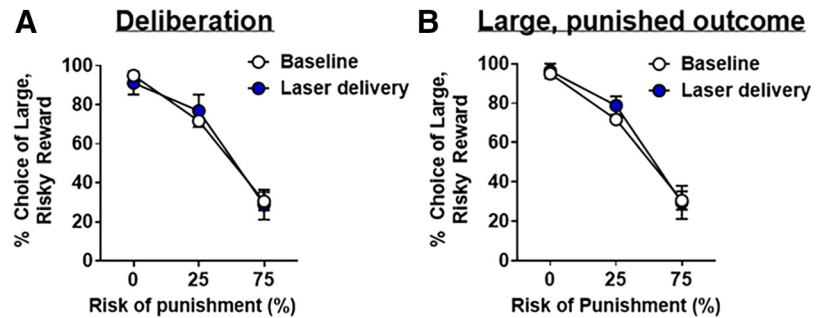 A
Deliberation
% Choice of Large,
Risky Reward
Baseline
Laser delivery
100
80
60
40
20
0
0 25 75
Risk of punishment (%)
B
Large, punished outcome
% Choice of Large,
Risky Reward
Baseline
Laser delivery
100
80
60
40
20
0
0 25 75
Risk of Punishment (%)